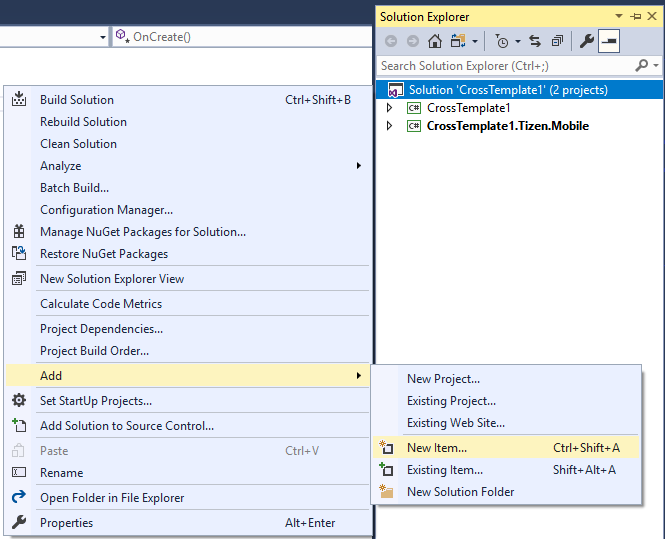 OnCreate()
Solution Explorer
Search Solution Explorer (Ctrl+;)
Solution 'CrossTemplate1' (2 projects)
C# CrossTemplate1
C# CrossTemplate1.Tizen.Mobile
Build Solution Ctrl+Shift+B
Rebuild Solution
Clean Solution
Analyze
Batch Build...
Configuration Manager...
Manage NuGet Packages for Solution...
Restore NuGet Packages
New Solution Explorer View
Calculate Code Metrics
Project Dependencies...
Project Build Order...
Add
Set StartUp Projects...
Add Solution to Source Control...
Paste Ctrl+V
Rename
Open Folder in File Explorer
Properties Alt+Enter
New Project...
Existing Project...
Existing Web Site...
New Item... Ctrl+Shift+A
Existing Item... Shift+Alt+A
New Solution Folder